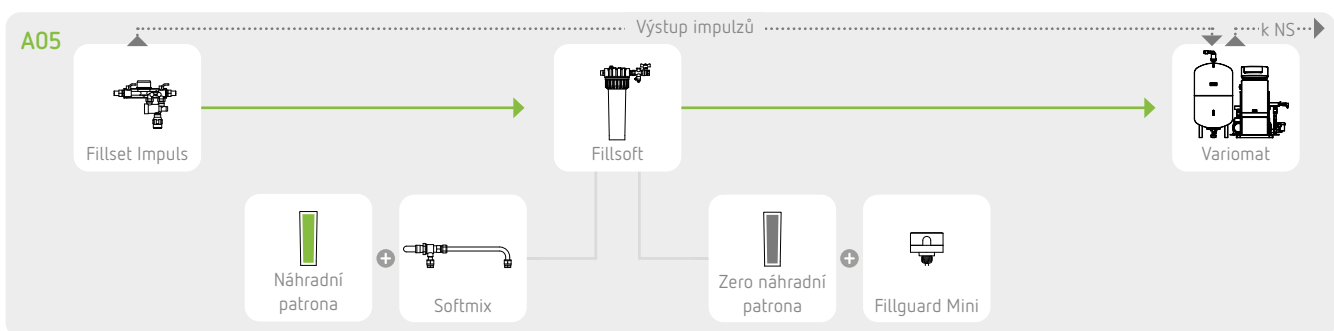 A05
Výstup impulzů
k NS
Fillset Impuls
Fillsoft
Variomat
Náhradní
patrona
Softmix
Zero náhradní
patrona
Fillguard Mini